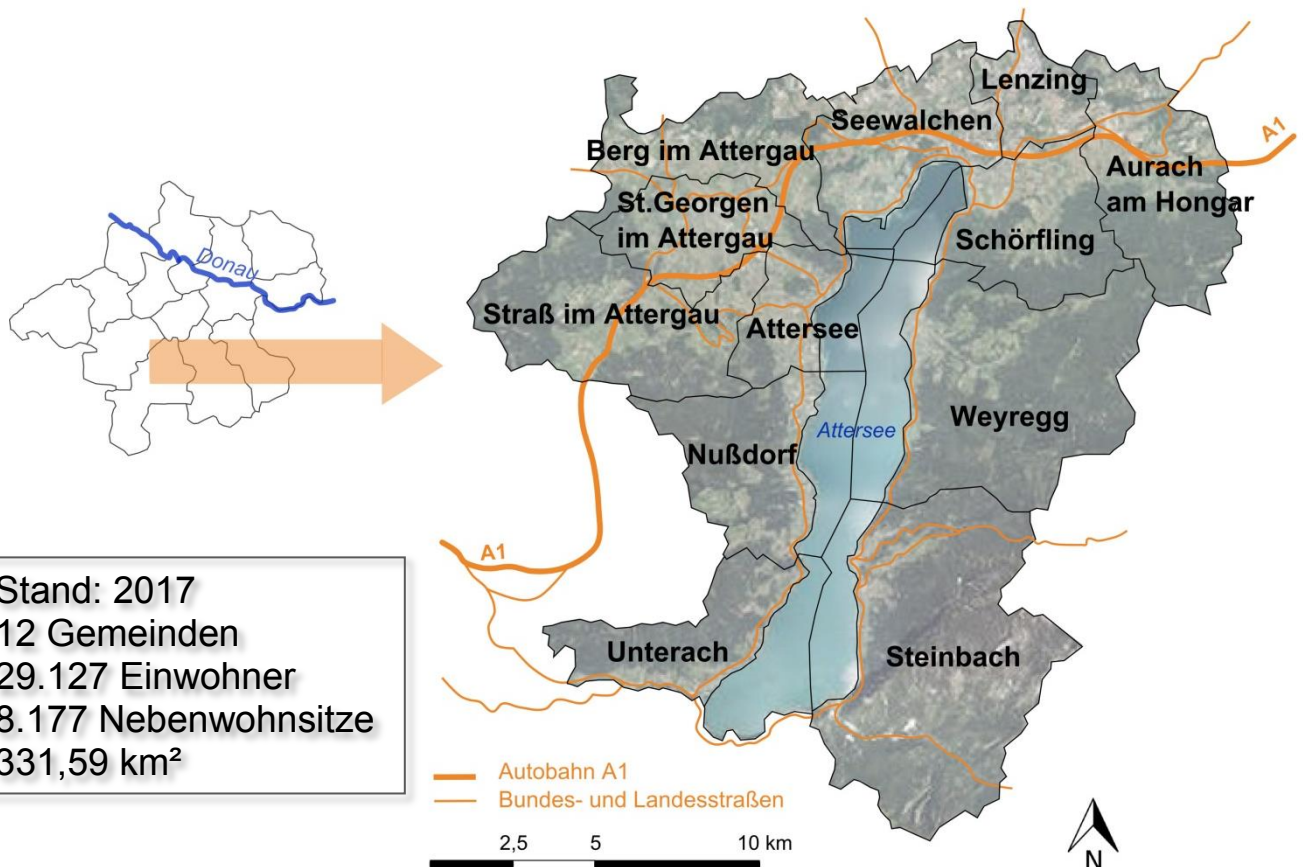 Donau
Lenzing
Seewalchen
A1
Berg im Attergau
Aurach
am Hongar
St.Georgen
im Attergau
Schörfling
Straß im Attergau
Attersee
Weyregg
Attersee
Nußdorf
A1
Unterach
Steinbach
Stand: 2017
12 Gemeinden
29.127 Einwohner
8.177 Nebenwohnsitze
331,59 km²
Autobahn A1
Bundes- und Landesstraßen
2,5 5 10 km
N